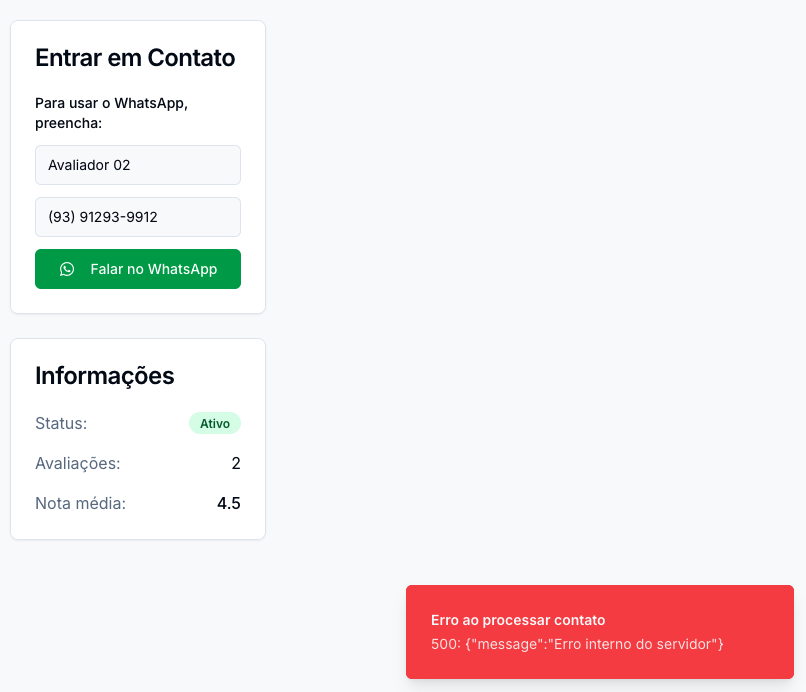 Entrar em Contato
Para usar o WhatsApp,
preencha:
Avaliador 02
(93) 91293-9912
Falar no WhatsApp
Informações
Status: Ativo
Avaliações: 2
Nota média: 4.5
Erro ao processar contato
500: {"message":"Erro interno do servidor"}